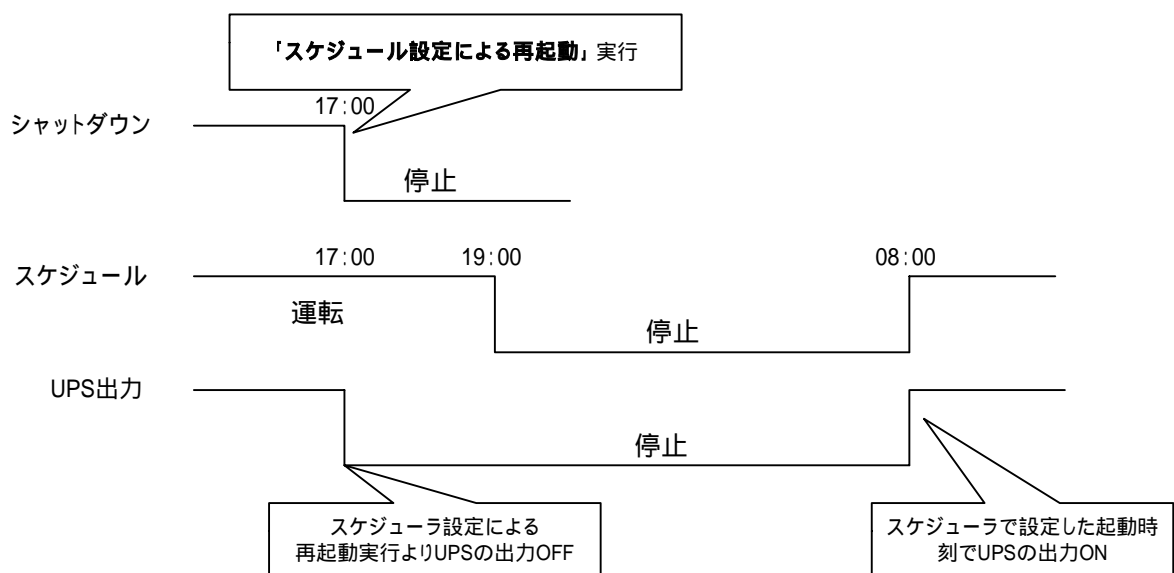 「スケジュール設定による再起動」実行
17:00
シャットダウン
停止
17:00 19:00 08:00
スケジュール
運転
停止
UPS出力
停止
スケジューラ設定による
再起動実行よりUPSの出力OFF
スケジューラで設定した起動時
刻でUPSの出力ON